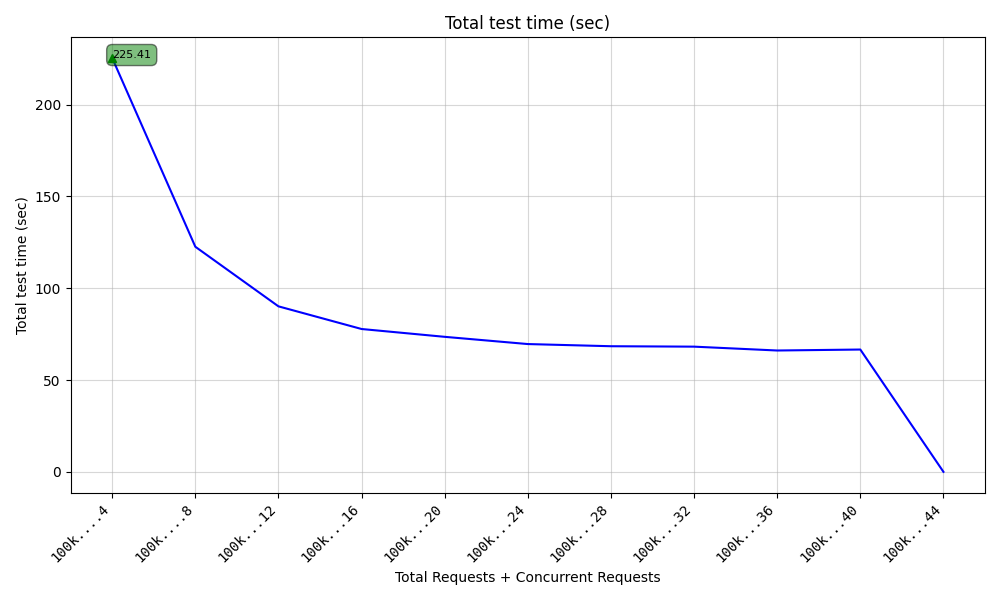 Total test time (sec)
225.41
Total test time (sec)
200
150
100
50
0
100k....4
100k....8
100k...12
100k...16
100k...20
100k...24
100k...28
100k...32
100k...36
100k...40
100k...44
Total Requests + Concurrent Requests